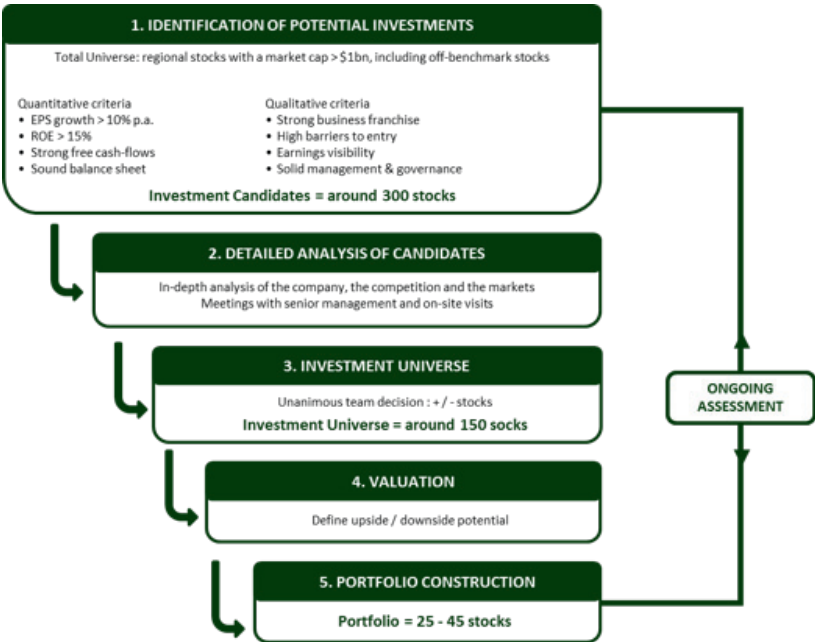 1. IDENTIFICATION OF POTENTIAL INVESTMENTS
Total Universe: regional stocks with a market cap > $1bn, including off-benchmark stocks
Quantitative criteria
• EPS growth > 10% p.a.
• ROE > 15%
• Strong free cash-flows
• Sound balance sheet
Qualitative criteria
• Strong business franchise
• High barriers to entry
• Earnings visibility
• Solid management & governance
Investment Candidates = around 300 stocks
2. DETAILED ANALYSIS OF CANDIDATES
In-depth analysis of the company, the competition and the markets
Meetings with senior management and on-site visits
3. INVESTMENT UNIVERSE
Unanimous team decision : + / - stocks
Investment Universe = around 150 socks
4. VALUATION
Define upside / downside potential
5. PORTFOLIO CONSTRUCTION
Portfolio = 25 - 45 stocks
ONGOING
ASSESSMENT